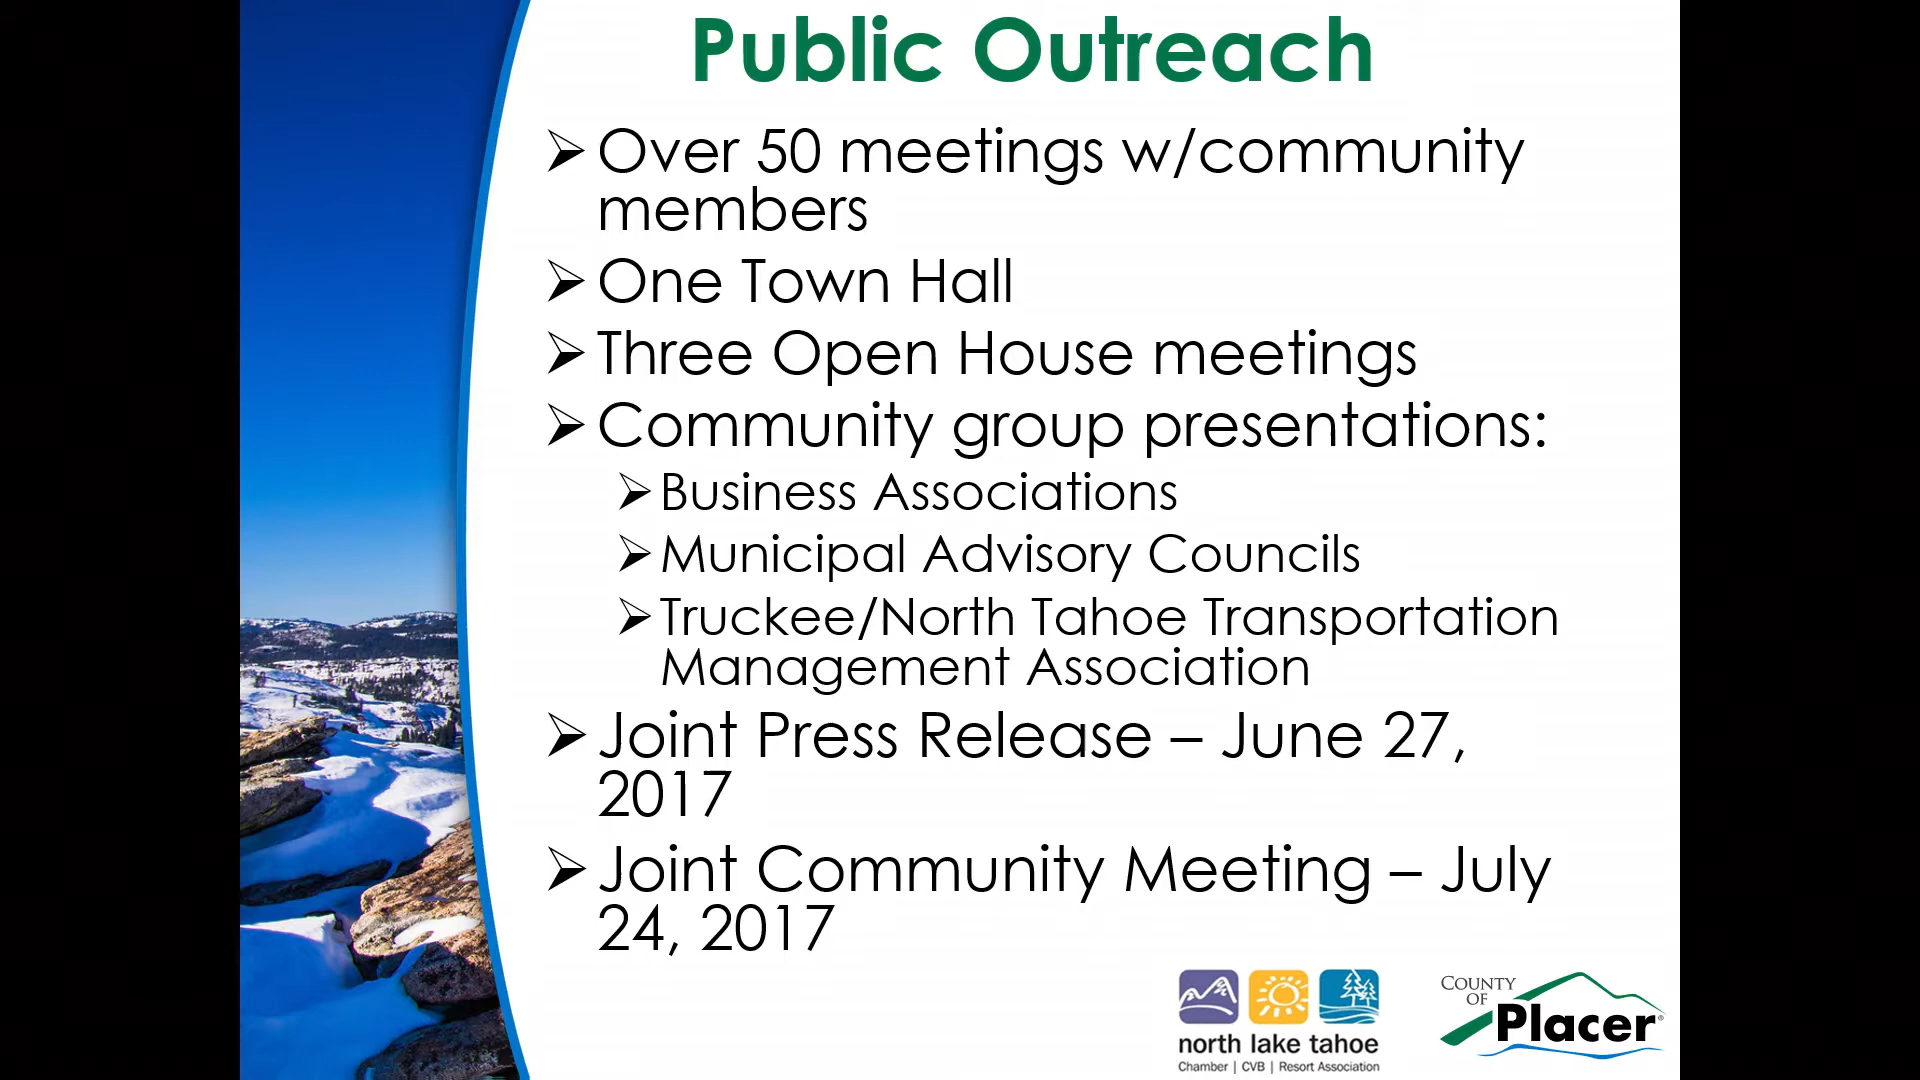 Public Outreach
Over 50 meetings w/community
members
One Town Hall
Three Open House meetings
Community group presentations:
Business Associations
Municipal Advisory Councils
Truckee/North Tahoe Transportation
Management Association
Joint Press Release – June 27,
2017
Joint Community Meeting – July
24, 2017
north lake tahoe
Chamber | CVB | Resort Association
COUNTY
OF
Placer®